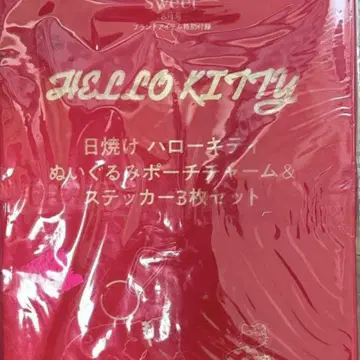 Sweet
ブランドアイテム特別付録
HELLO KITTY
日焼け ハローキティ
ぬいぐるみポーチチャーム&
ステッカー3枚セット